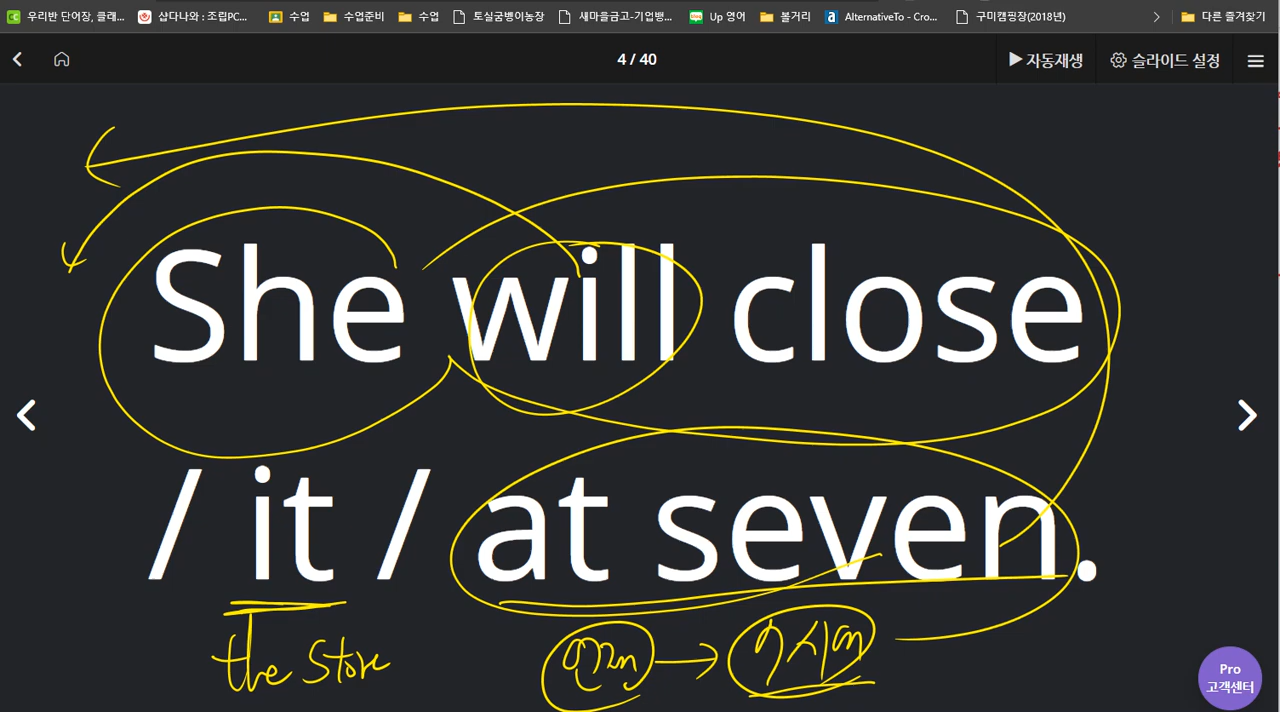 우리반 단어장, 클래... 샵다나와 : 조립PC... 수업 수업준비 수업 토실굼벵이농장 새마을금고-기업뱅... Up 영어 볼거리 AlternativeTo - Cro... 구미캠핑장(2018년) 다른 즐겨찾기
4 / 40 자동재생 슬라이드 설정
She will close
/ it / at seven.
the store 언제 →
Pro
고객센터